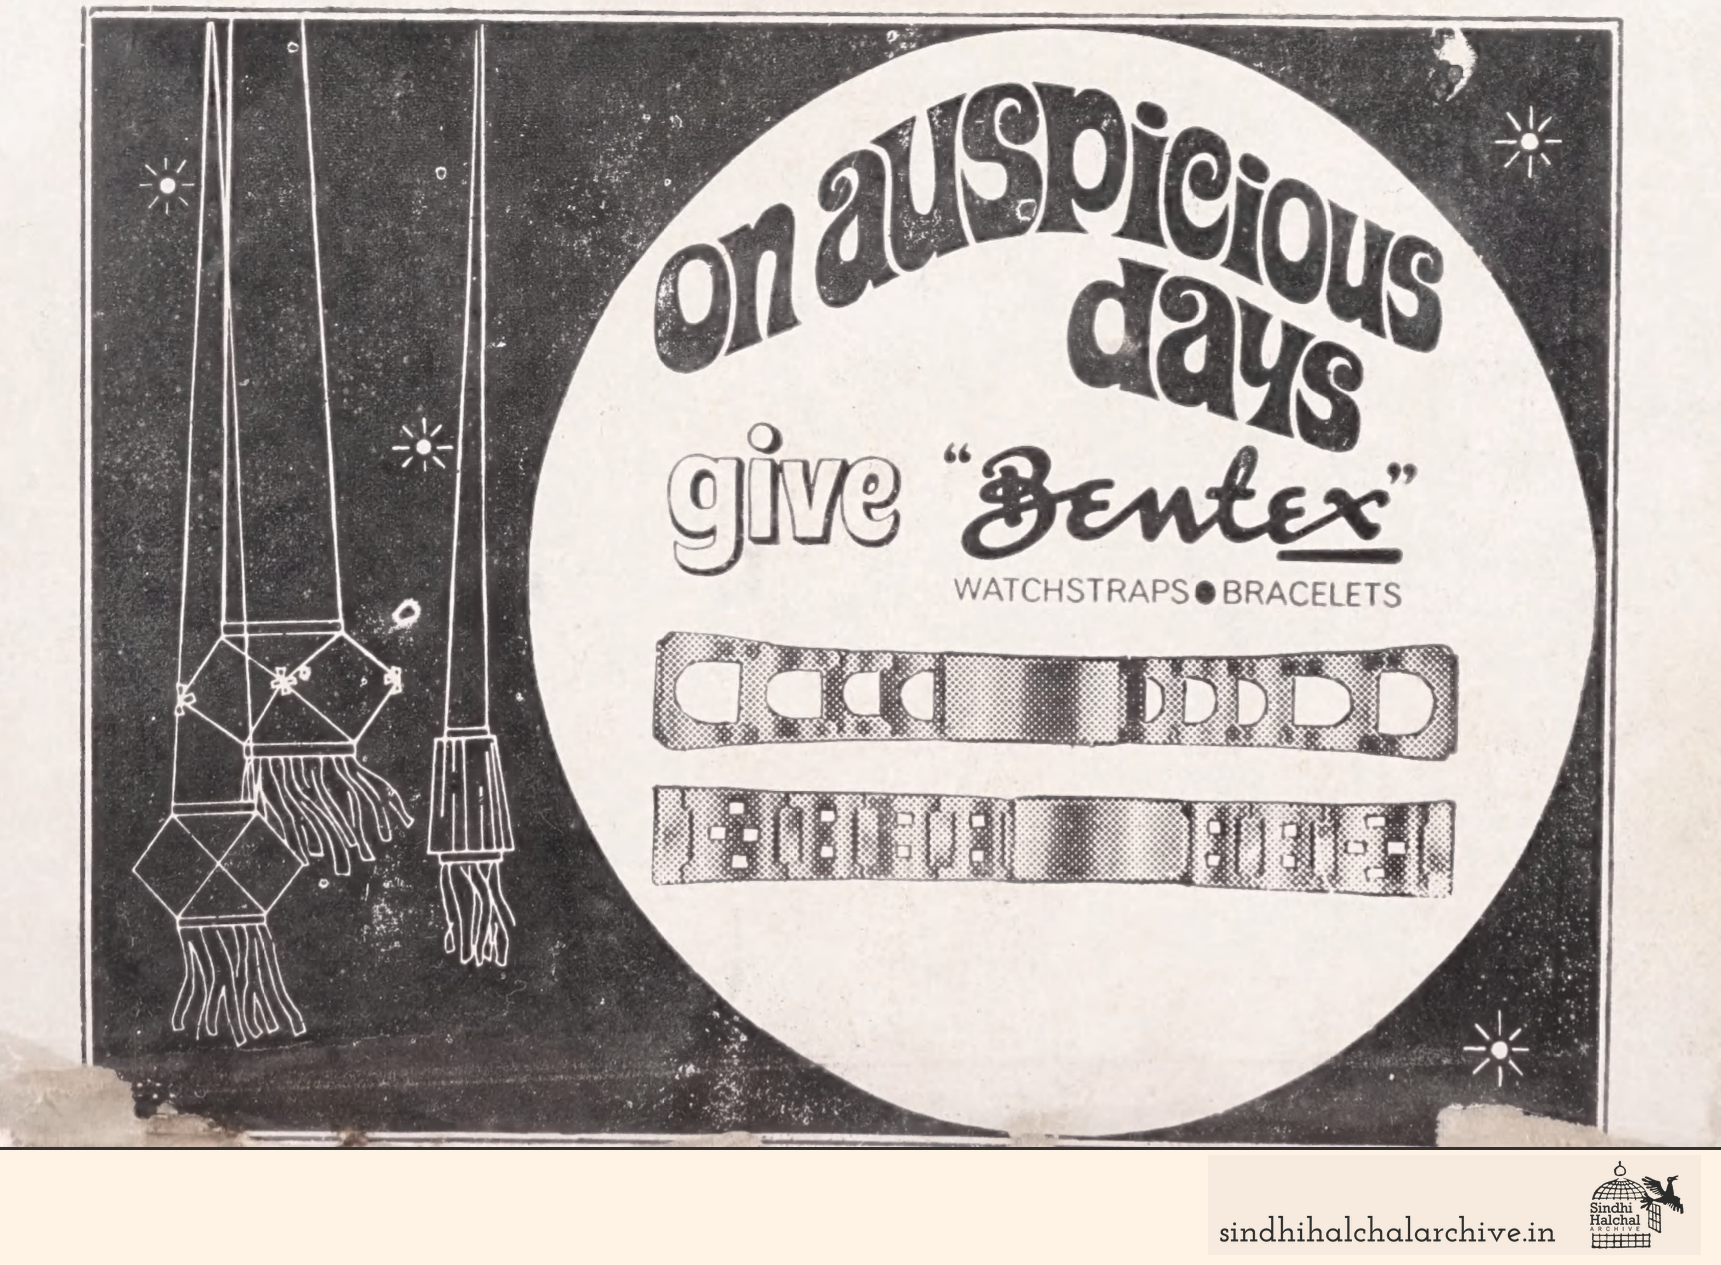 on auspicious
days
give "Bentex"
WATCHSTRAPS●BRACELETS
sindhihalchalarchive.in
Sindhi
Halchal
ARCHIVE